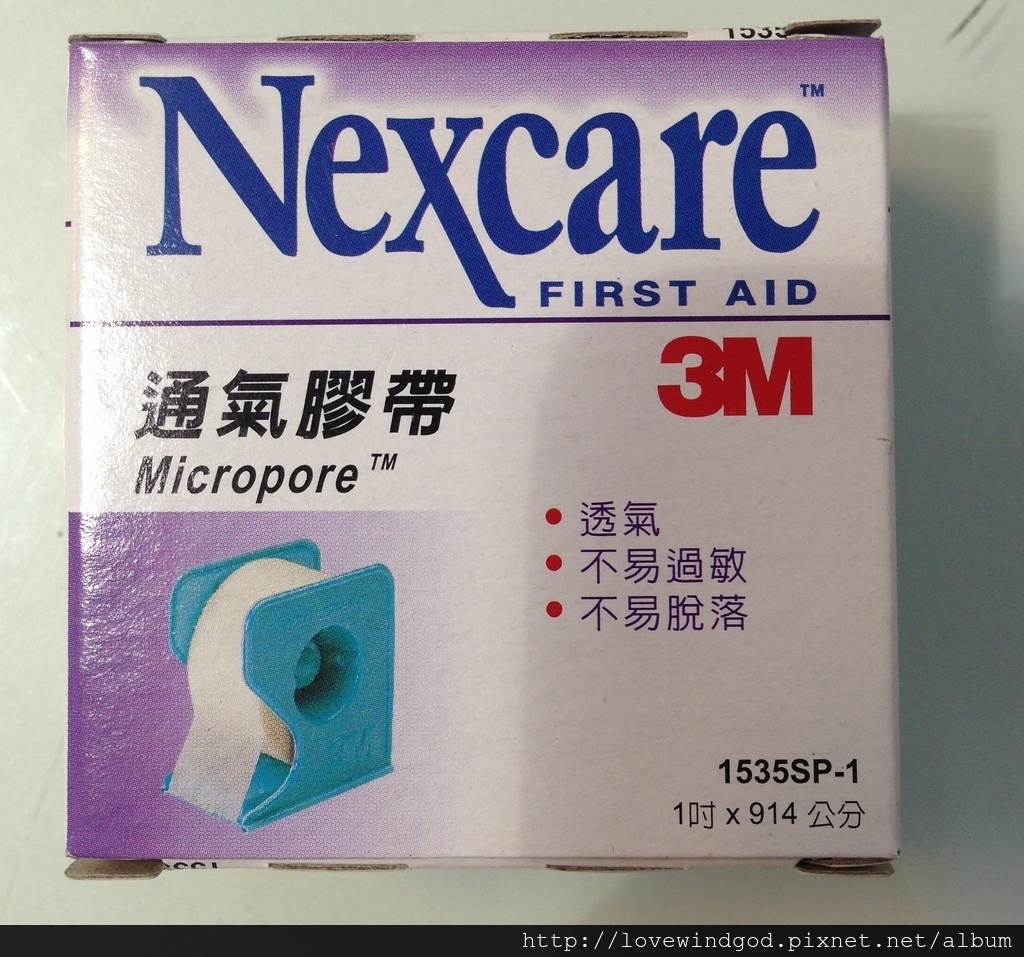 1535
Nexcare™
FIRST AID
3M
通氣膠帶
Micropore™
• 透氣
• 不易過敏
• 不易脫落
1535SP-1
1吋 x 914 公分
http://lovewindgod.pixnet.net/album